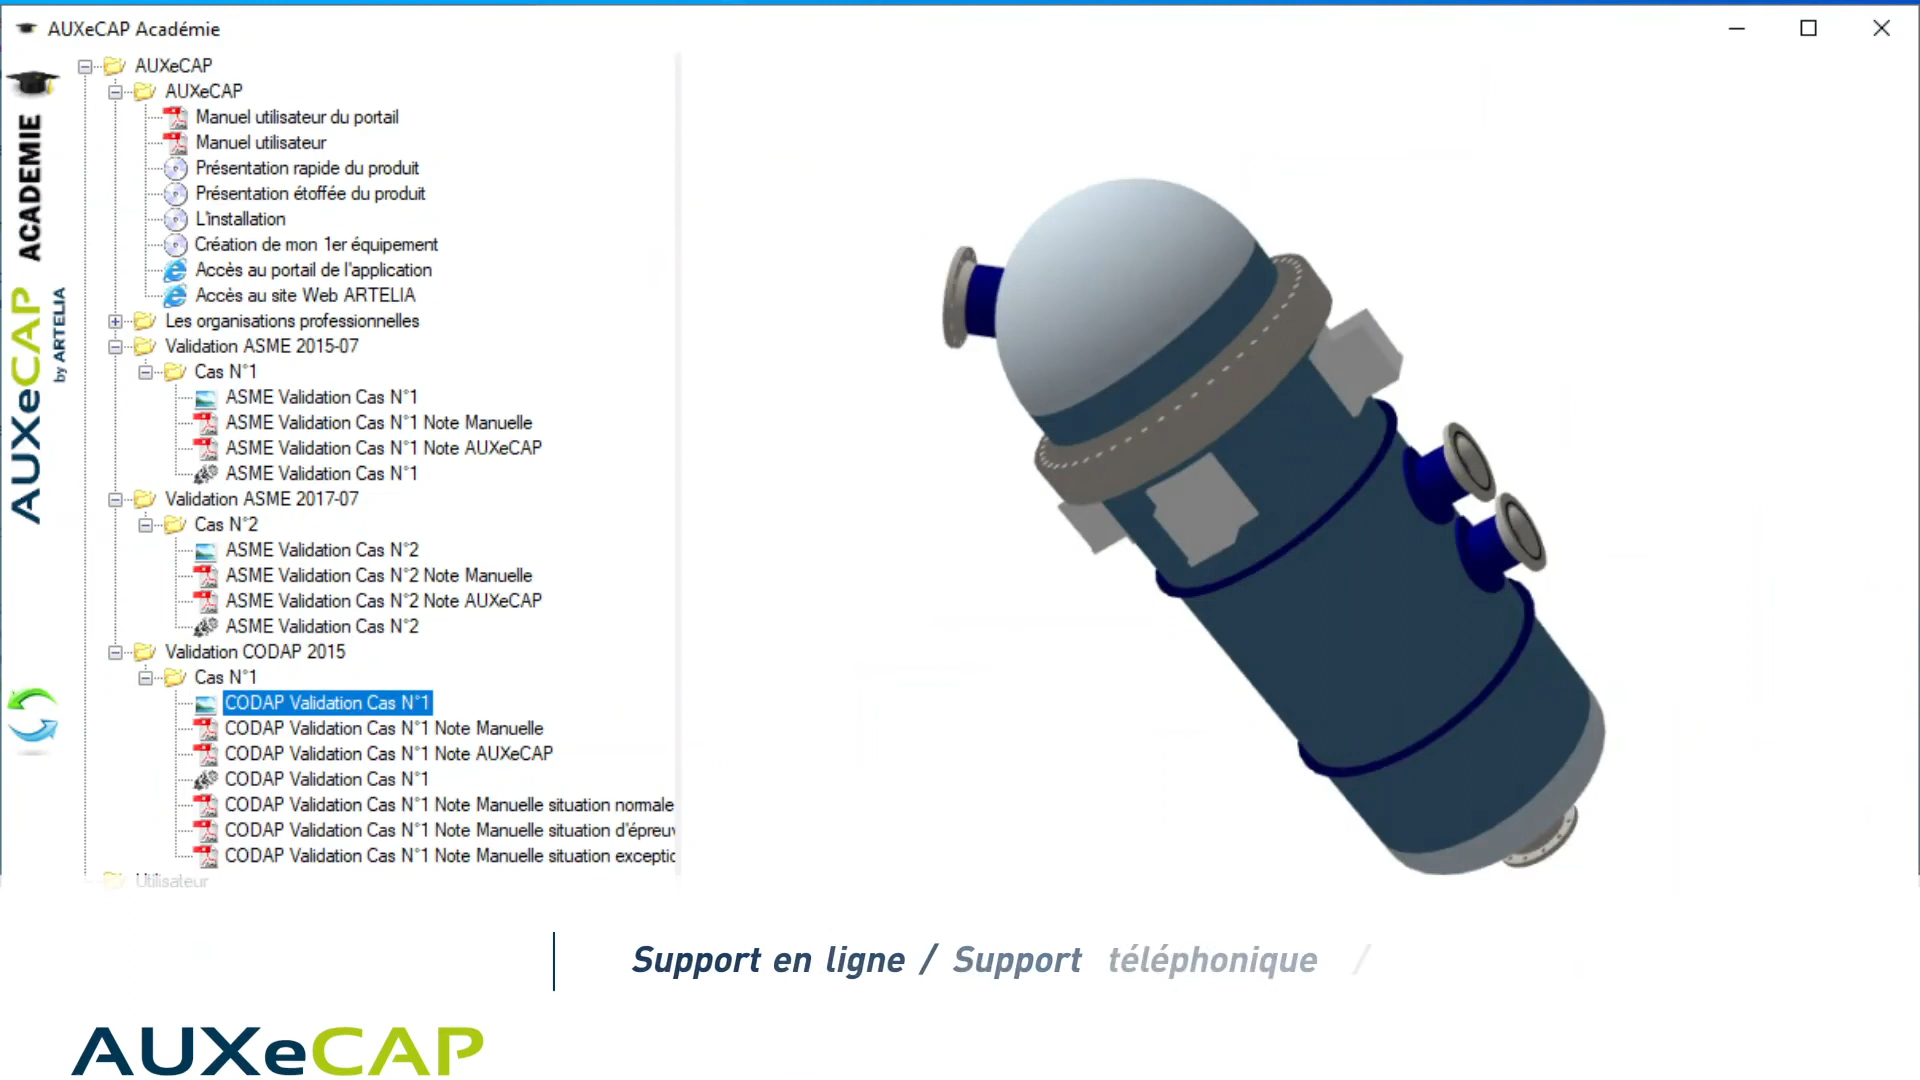 AUXeCAP Académie
ACADEMIE
AUXeCAP
by ARTELIA
AUXeCAP
AUXeCAP
Manuel utilisateur du portail
Manuel utilisateur
Présentation rapide du produit
Présentation étoffée du produit
L'installation
Création de mon 1er équipement
Accès au portail de l'application
Accès au site Web ARTELIA
Les organisations professionnelles
Validation ASME 2015-07
Cas N°1
ASME Validation Cas N°1
ASME Validation Cas N°1 Note Manuelle
ASME Validation Cas N°1 Note AUXeCAP
ASME Validation Cas N°1
Validation ASME 2017-07
Cas N°2
ASME Validation Cas N°2
ASME Validation Cas N°2 Note Manuelle
ASME Validation Cas N°2 Note AUXeCAP
ASME Validation Cas N°2
Validation CODAP 2015
Cas N°1
CODAP Validation Cas N°1
CODAP Validation Cas N°1 Note Manuelle
CODAP Validation Cas N°1 Note AUXeCAP
CODAP Validation Cas N°1
CODAP Validation Cas N°1 Note Manuelle situation normale
CODAP Validation Cas N°1 Note Manuelle situation d'épreuv
CODAP Validation Cas N°1 Note Manuelle situation exceptic
Utilisateur
Support en ligne / Support téléphonique /
AUXeCAP